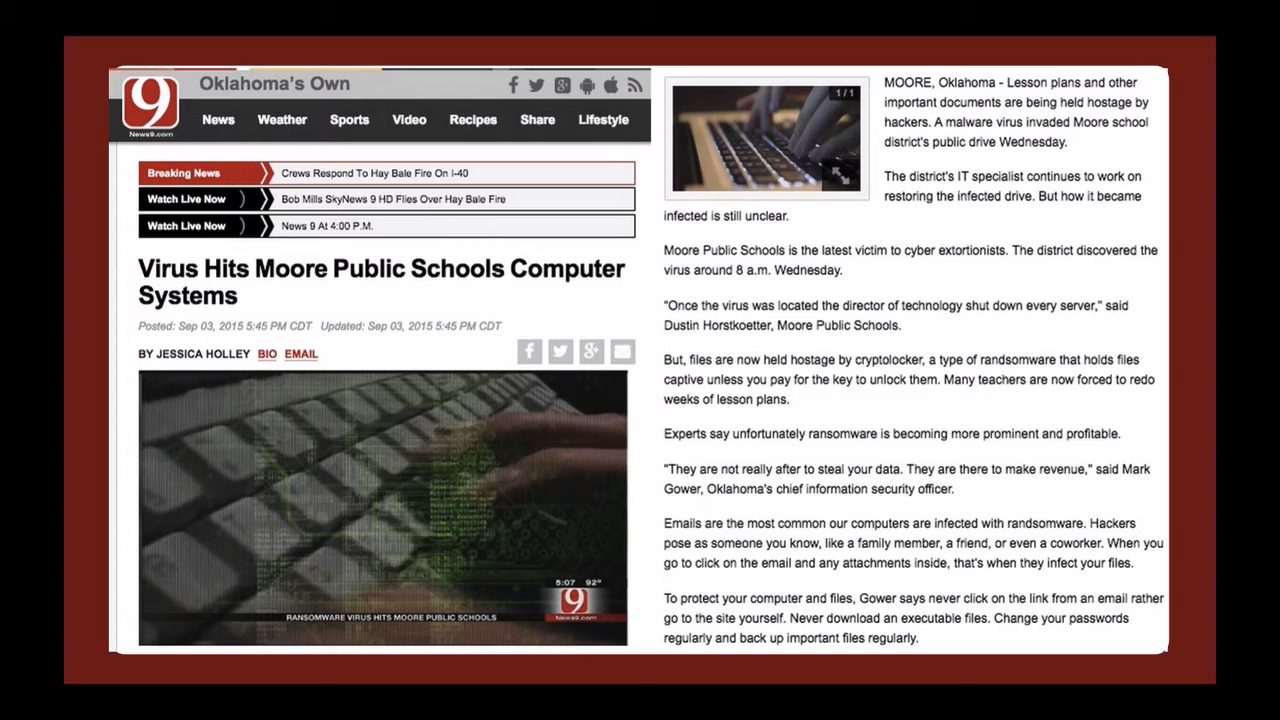 Oklahoma's Own
9
News9.com
News Weather Sports Video Recipes Share Lifestyle
Breaking News Crews Respond To Hay Bale Fire On I-40
Watch Live Now Bob Mills SkyNews 9 HD Flies Over Hay Bale Fire
Watch Live Now News 9 At 4:00 P.M.
Virus Hits Moore Public Schools Computer
Systems
Posted: Sep 03, 2015 5:45 PM CDT Updated: Sep 03, 2015 5:45 PM CDT
BY JESSICA HOLLEY BIO EMAIL
5:07 92°
9
RANSOMWARE VIRUS HITS MOORE PUBLIC SCHOOLS
News9.com
1/1
MOORE, Oklahoma - Lesson plans and other
important documents are being held hostage by
hackers. A malware virus invaded Moore school
district's public drive Wednesday.
The district's IT specialist continues to work on
restoring the infected drive. But how it became
infected is still unclear.
Moore Public Schools is the latest victim to cyber extortionists. The district discovered the
virus around 8 a.m. Wednesday.
"Once the virus was located the director of technology shut down every server," said
Dustin Horstkoetter, Moore Public Schools.
But, files are now held hostage by cryptolocker, a type of randsomware that holds files
captive unless you pay for the key to unlock them. Many teachers are now forced to redo
weeks of lesson plans.
Experts say unfortunately ransomware is becoming more prominent and profitable.
"They are not really after to steal your data. They are there to make revenue," said Mark
Gower, Oklahoma's chief information security officer.
Emails are the most common our computers are infected with randsomware. Hackers
pose as someone you know, like a family member, a friend, or even a coworker. When you
go to click on the email and any attachments inside, that's when they infect your files.
To protect your computer and files, Gower says never click on the link from an email rather
go to the site yourself. Never download an executable files. Change your passwords
regularly and back up important files regularly.